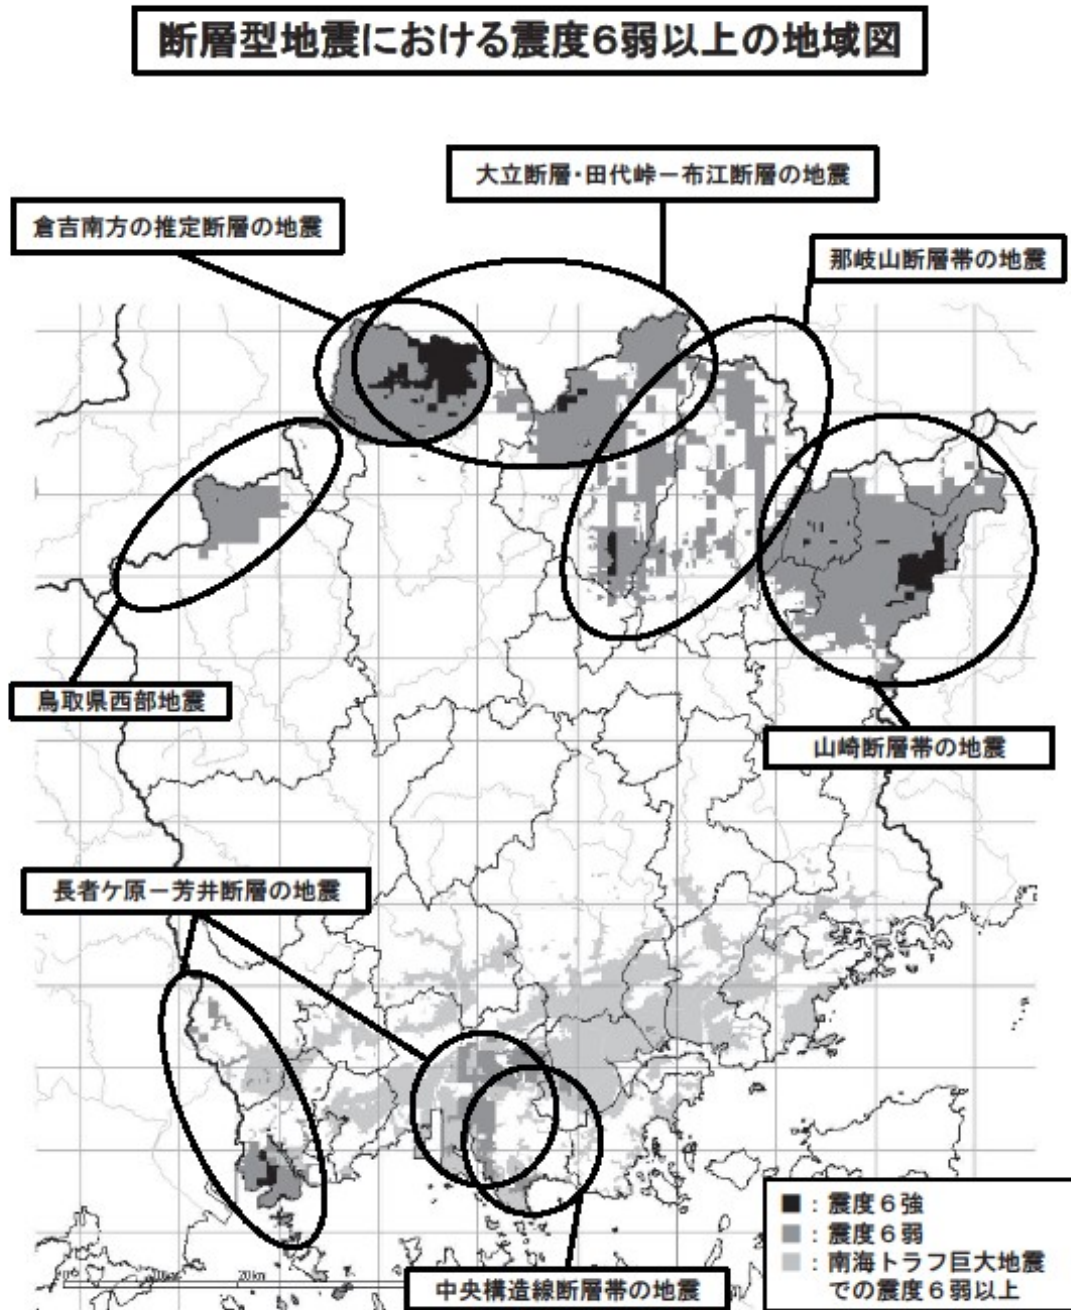 断層型地震における震度6弱以上の地域図
大立断層・田代峠－布江断層の地震
倉吉南方の推定断層の地震
那岐山断層帯の地震
鳥取県西部地震
山崎断層帯の地震
長者ケ原－芳井断層の地震
■：震度６強
■：震度６弱
■：南海トラフ巨大地震
での震度６弱以上
20km
中央構造線断層帯の地震